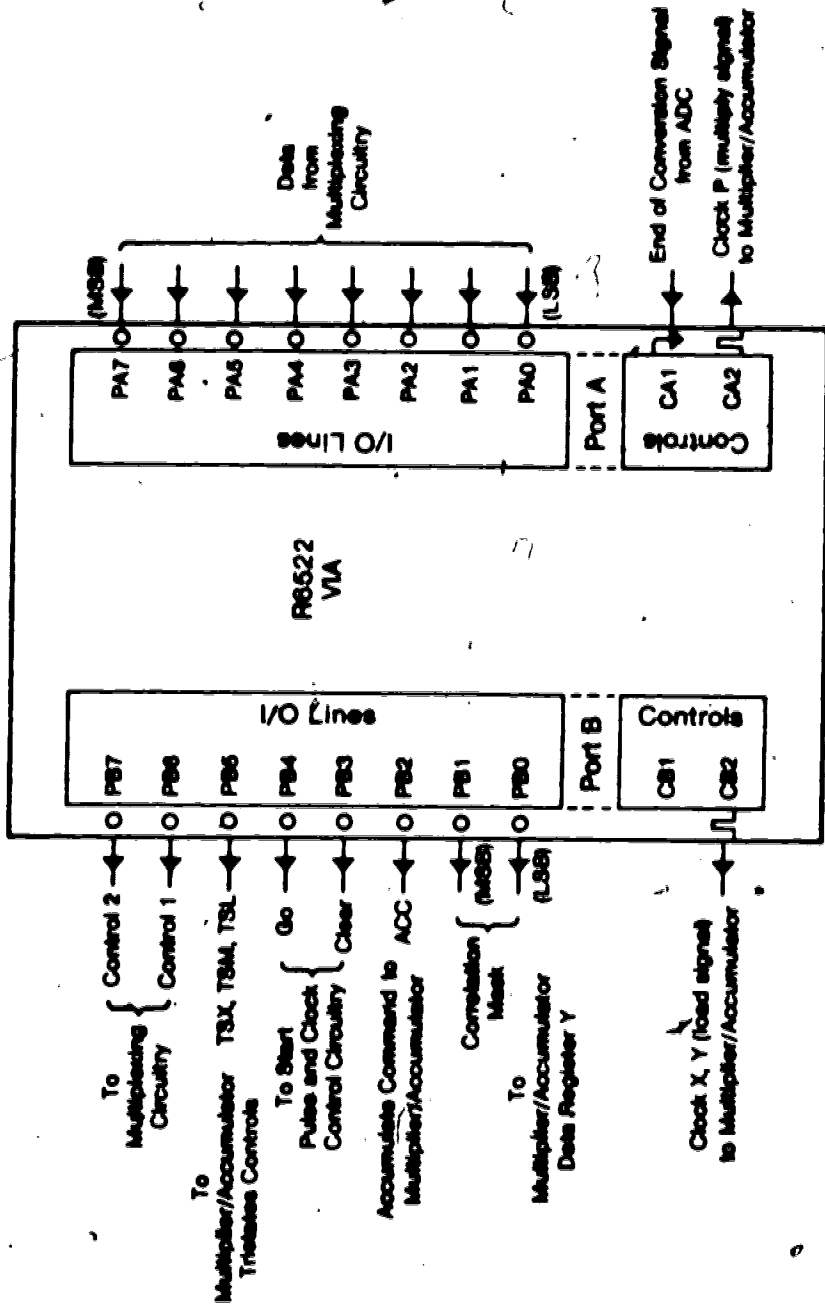 R6522
VIA
I/O Lines
PB7
PB6
PB5
PB4
PB3
PB2
PB1
PB0
Port B
Controls
CB1
CB2
To
Multiplexing
Circuitry
Control 2
Control 1
To
Multiplier/Accumulator
Tristates Controls
TSX, TSM, TSL
To Start
Pulse and Clock
Control Circuitry
Go
Clear
Accumulate Command to
Multiplier/Accumulator
ACC
Correlation
Mask
(MSB)
(LSB)
To
Multiplier/Accumulator
Data Register Y
Clock X, Y (load signal)
to Multiplier/Accumulator
I/O Lines
PA7
PA6
PA5
PA4
PA3
PA2
PA1
PA0
(MSB)
(LSB)
Data
from
Multiplexing
Circuitry
Port A
Controls
CA1
CA2
End of Conversion Signal
from ADC
Clock P (multiply signal)
to Multiplier/Accumulator